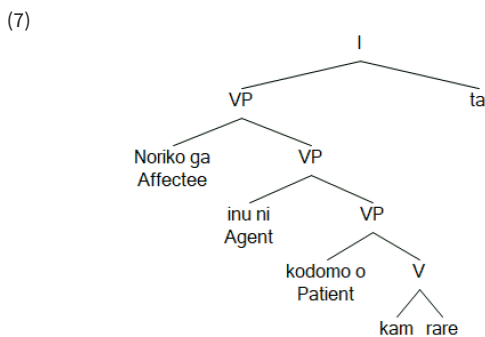 (7)
I
VP ta
Noriko ga VP
Affectee
inu ni VP
Agent
kodomo o V
Patient
kam rare